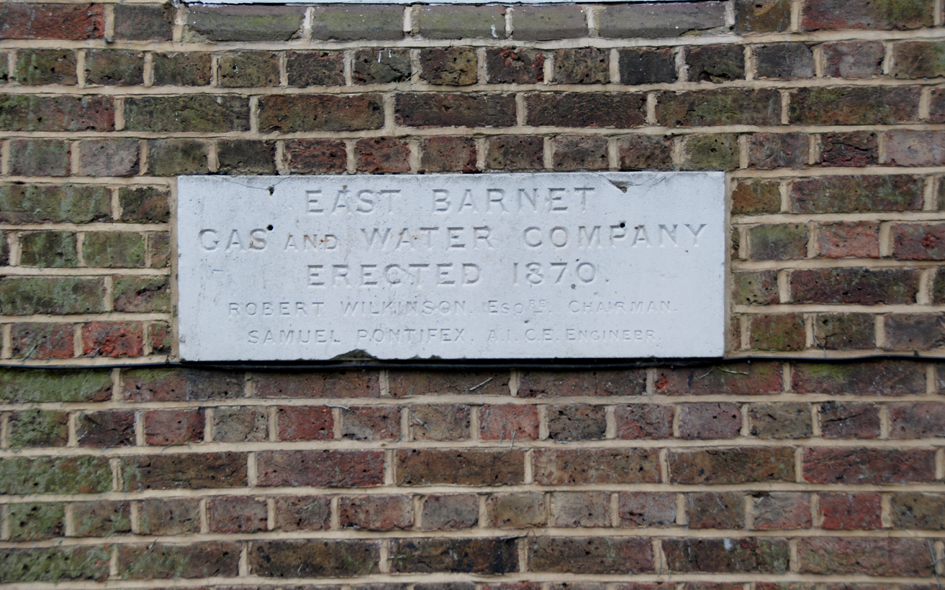 EAST BARNET
GAS AND WATER COMPANY
ERECTED 1870.
ROBERT WILKINSON. ESQRE. CHAIRMAN.
SAMUEL PONTIFEX. A.I.C.E. ENGINEER